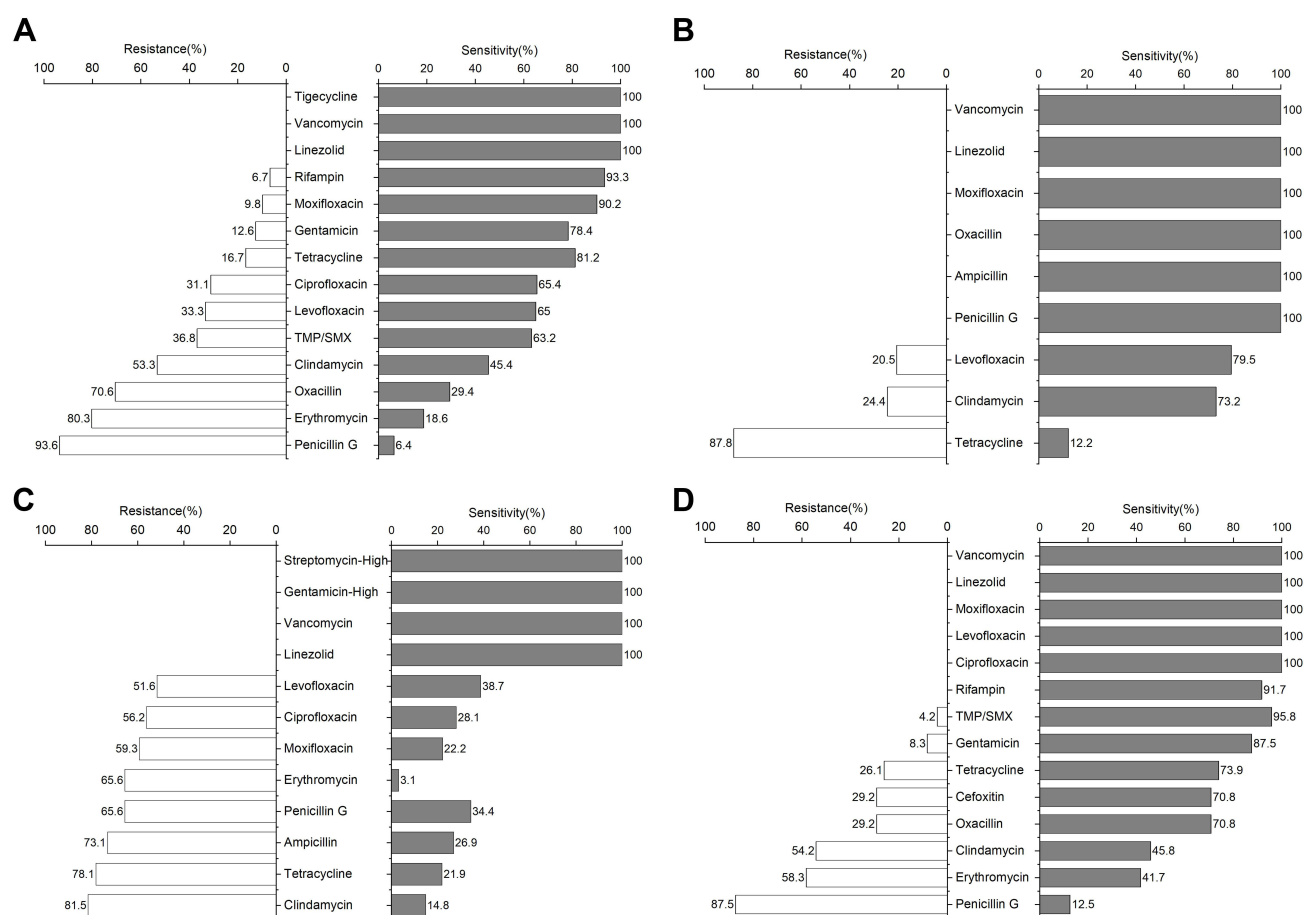 A
Resistance(%) Sensitivity(%)
100 80 60 40 20 0 0 20 40 60 80 100
Tigecycline 100
Vancomycin 100
Linezolid 100
6.7 Rifampin 93.3
9.8 Moxifloxacin 90.2
12.6 Gentamicin 78.4
16.7 Tetracycline 81.2
31.1 Ciprofloxacin 65.4
33.3 Levofloxacin 65
36.8 TMP/SMX 63.2
53.3 Clindamycin 45.4
70.6 Oxacillin 29.4
80.3 Erythromycin 18.6
93.6 Penicillin G 6.4
B
Resistance(%) Sensitivity(%)
100 80 60 40 20 0 0 20 40 60 80 100
Vancomycin 100
Linezolid 100
Moxifloxacin 100
Oxacillin 100
Ampicillin 100
Penicillin G 100
20.5 Levofloxacin 79.5
24.4 Clindamycin 73.2
87.8 Tetracycline 12.2
C
Resistance(%) Sensitivity(%)
100 80 60 40 20 0 0 20 40 60 80 100
Streptomycin-High 100
Gentamicin-High 100
Vancomycin 100
Linezolid 100
51.6 Levofloxacin 38.7
56.2 Ciprofloxacin 28.1
59.3 Moxifloxacin 22.2
65.6 Erythromycin 3.1
65.6 Penicillin G 34.4
73.1 Ampicillin 26.9
78.1 Tetracycline 21.9
81.5 Clindamycin 14.8
D
Resistance(%) Sensitivity(%)
100 80 60 40 20 0 0 20 40 60 80 100
Vancomycin 100
Linezolid 100
Moxifloxacin 100
Levofloxacin 100
Ciprofloxacin 100
Rifampin 91.7
4.2 TMP/SMX 95.8
8.3 Gentamicin 87.5
26.1 Tetracycline 73.9
29.2 Cefoxitin 70.8
29.2 Oxacillin 70.8
54.2 Clindamycin 45.8
58.3 Erythromycin 41.7
87.5 Penicillin G 12.5